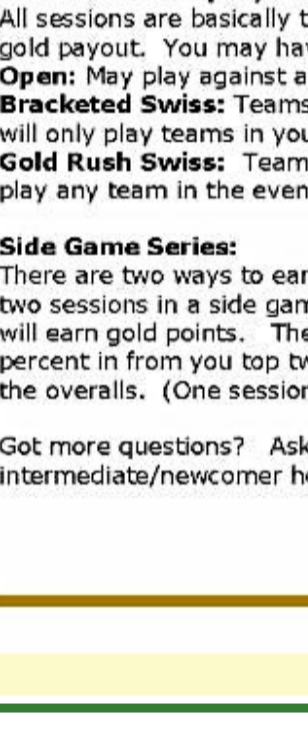 All sessions are basically t
gold payout. You may ha
Open: May play against a
Bracketed Swiss: Teams
will only play teams in you
Gold Rush Swiss: Team
play any team in the even
Side Game Series:
There are two ways to ear
two sessions in a side gam
will earn gold points. The
percent in from you top tw
the overalls. (One session
Got more questions? Ask
intermediate/newcomer he